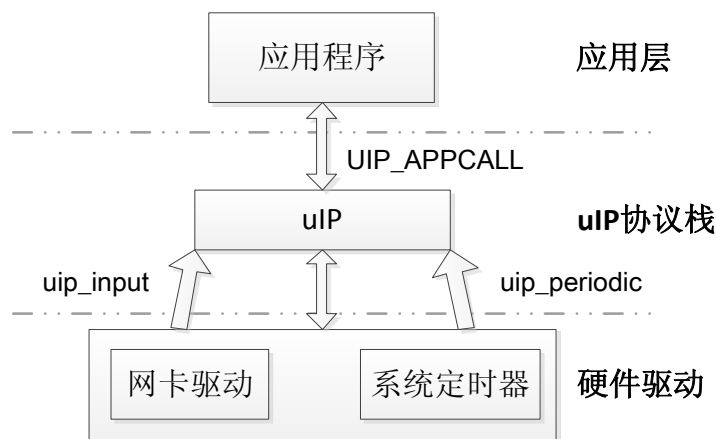 应用程序
应用层
UIP_APPCALL
uIP
uIP协议栈
uip_input
uip_periodic
网卡驱动
系统定时器
硬件驱动